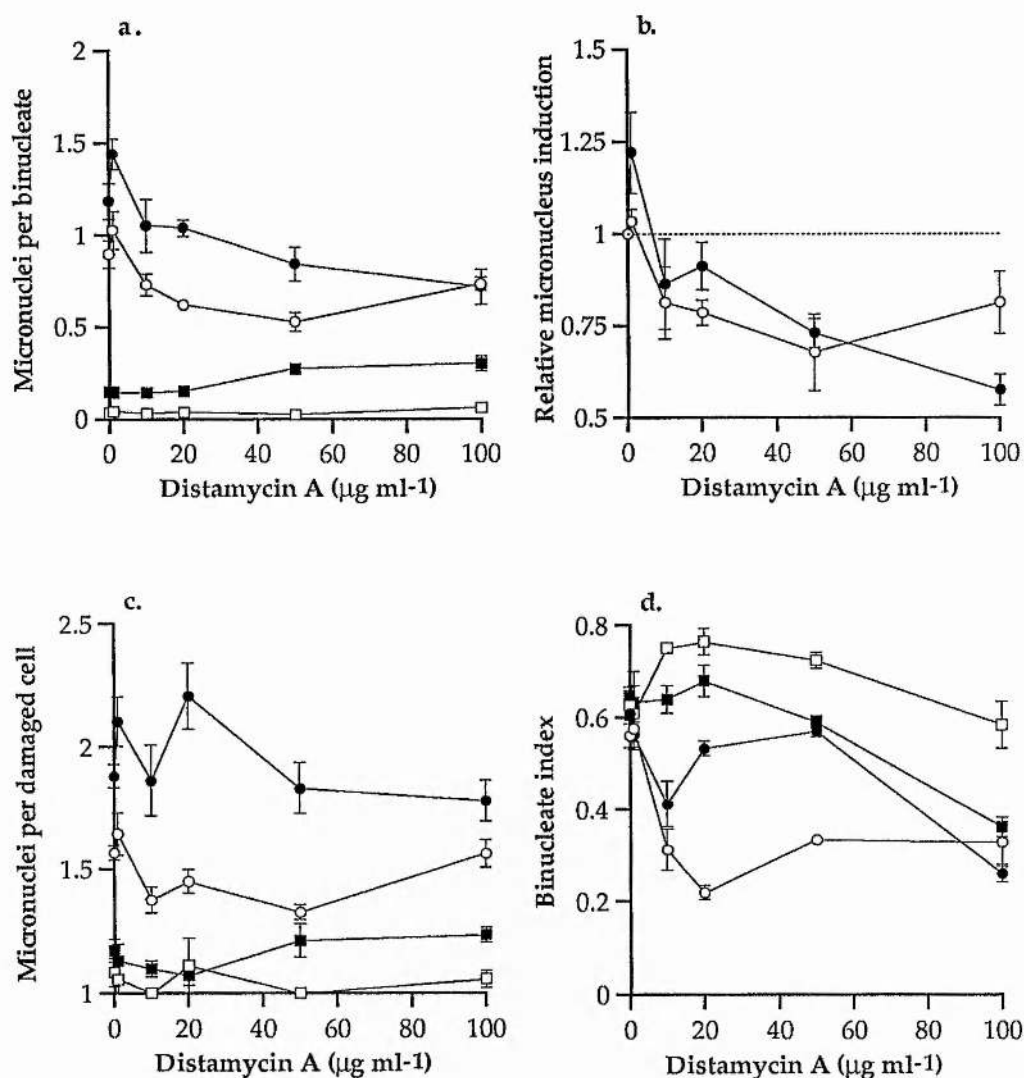 a.
Micronuclei per binucleate
2
1.5
1
0.5
0
0 20 40 60 80 100
Distamycin A (µg ml-1)
b.
Relative micronucleus induction
1.5
1.25
1
0.75
0.5
0 20 40 60 80 100
Distamycin A (µg ml-1)
c.
Micronuclei per damaged cell
2.5
2
1.5
1
0 20 40 60 80 100
Distamycin A (µg ml-1)
d.
Binucleate index
0.8
0.6
0.4
0.2
0
0 20 40 60 80 100
Distamycin A (µg ml-1)